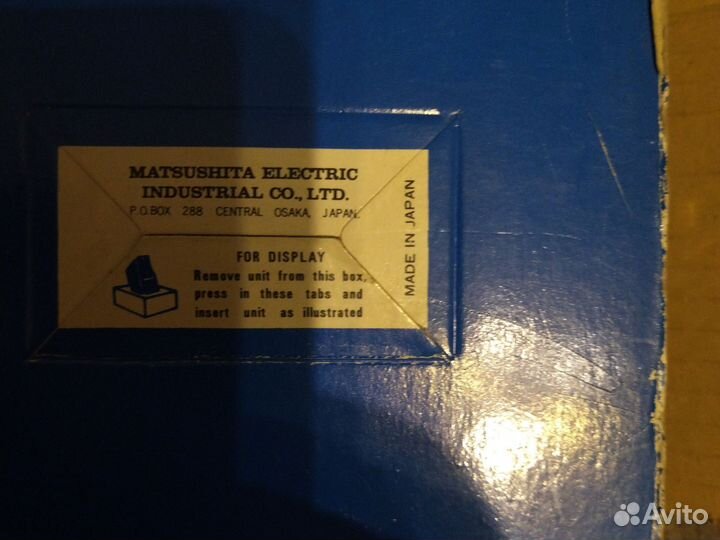 MATSUSHITA ELECTRIC
INDUSTRIAL CO., LTD.
P.O.BOX 288 CENTRAL OSAKA, JAPAN.
FOR DISPLAY
Remove unit from this box,
press in these tabs and
insert unit as illustrated
MADE IN JAPAN
Avito